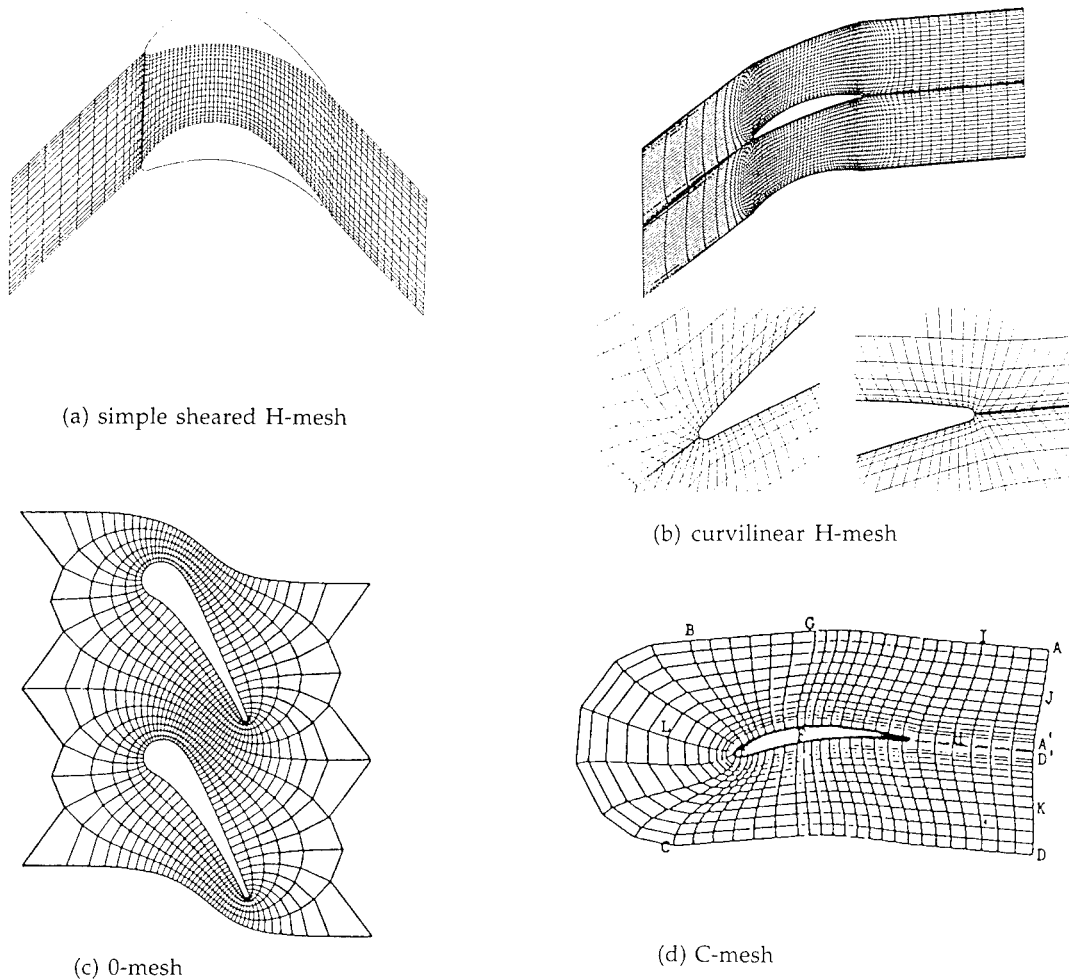 (a) simple sheared H-mesh
(b) curvilinear H-mesh
(c) 0-mesh
B
G
I
A
J
L
F
A'
D'
K
C
D
(d) C-mesh